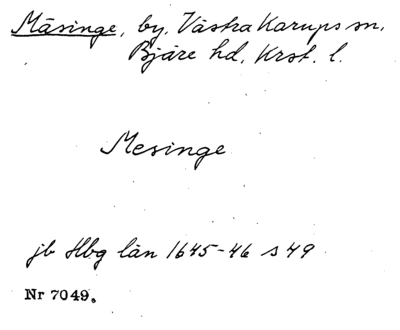 Mäsinge, by, Västra Karups sn,
Bjäre hd, Krst. l.
Mesinge
jb Hbg län 1645-46 s 49
Nr 7049.